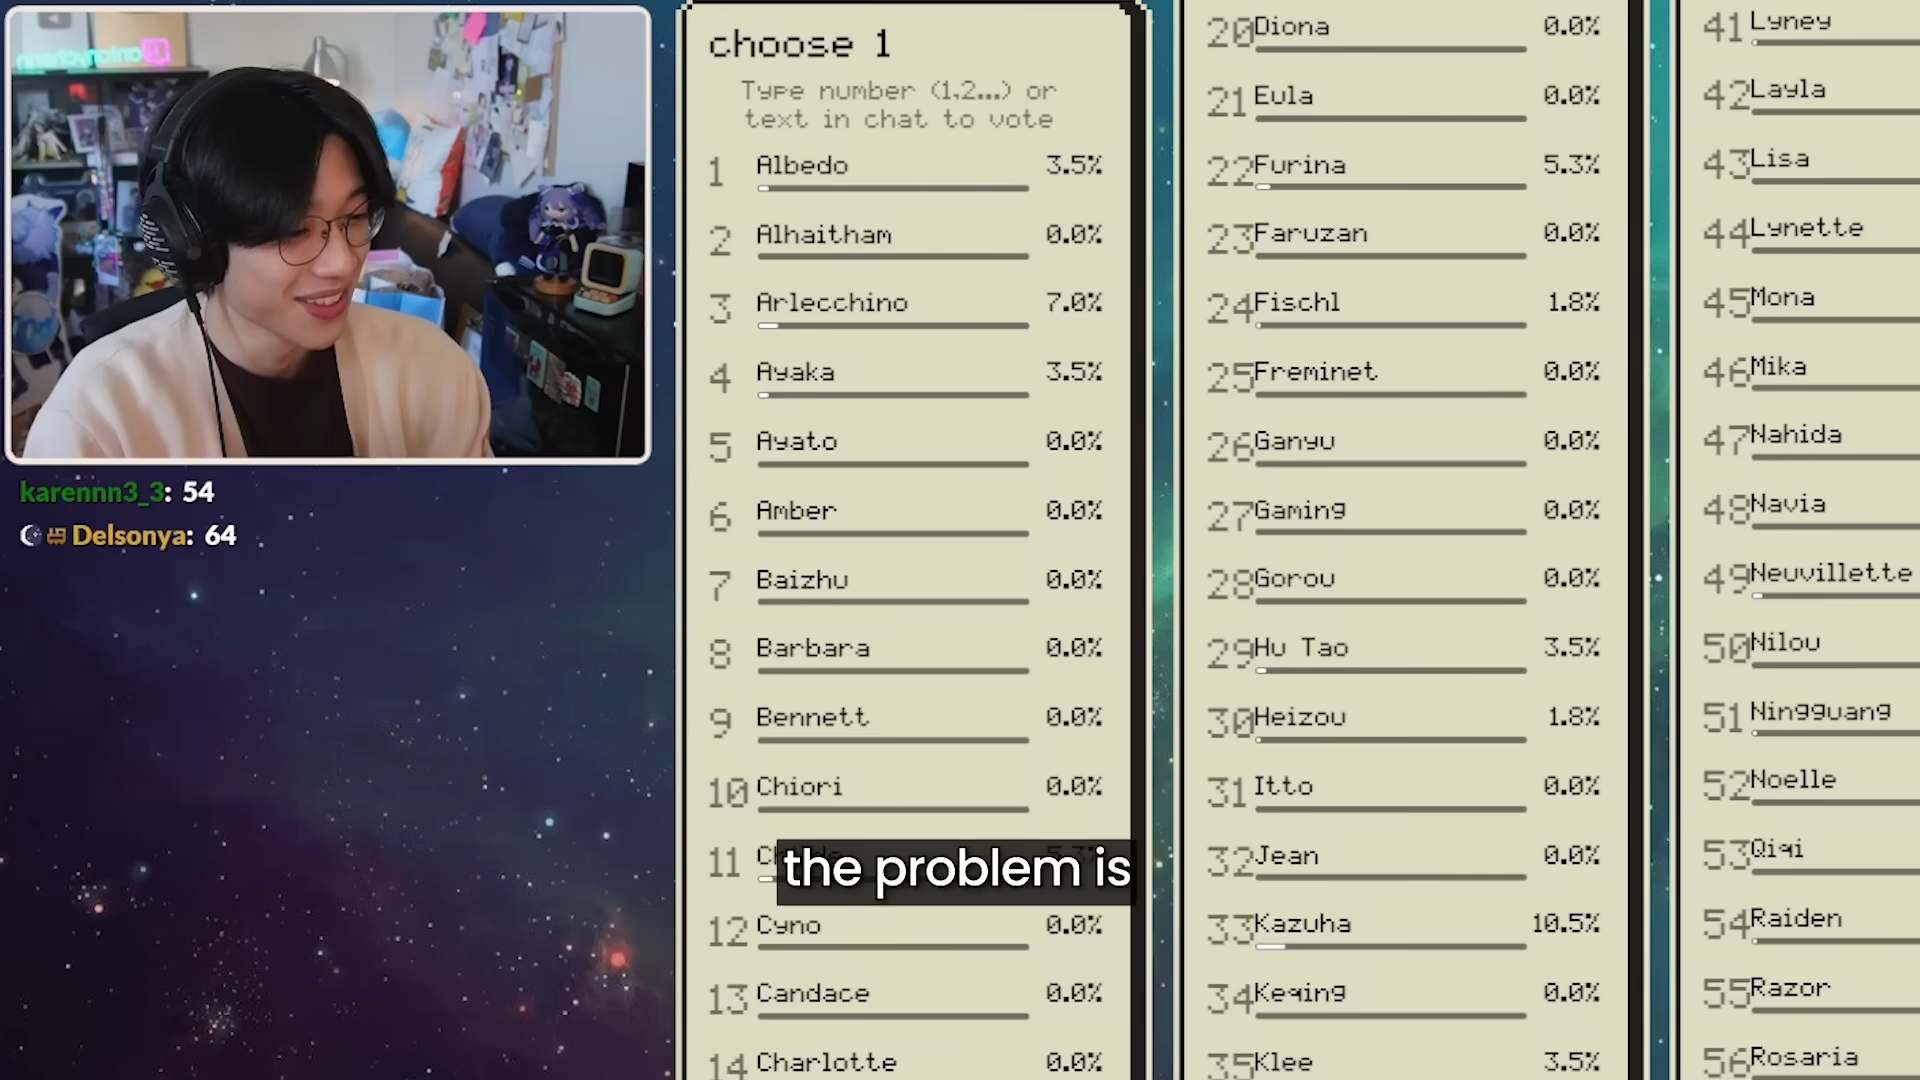 choose 1
Type number (1,2...) or
text in chat to vote
1 Albedo 3.5%
2 Alhaitham 0.0%
3 Arlecchino 7.0%
4 Ayaka 3.5%
5 Ayato 0.0%
6 Amber 0.0%
7 Baizhu 0.0%
8 Barbara 0.0%
9 Bennett 0.0%
10 Chiori 0.0%
11
the problem is
12 Cyno 0.0%
13 Candace 0.0%
14 Charlotte 0.0%
20 Diona 0.0%
21 Eula 0.0%
22 Furina 5.3%
23 Faruzan 0.0%
24 Fischl 1.8%
25 Freminet 0.0%
26 Ganyu 0.0%
27 Gaming 0.0%
28 Gorou 0.0%
29 Hu Tao 3.5%
30 Heizou 1.8%
31 Itto 0.0%
32 Jean 0.0%
33 Kazuha 10.5%
34 Keqing 0.0%
35 Klee 3.5%
41 Lyney
42 Layla
43 Lisa
44 Lynette
45 Mona
46 Mika
47 Nahida
48 Navia
49 Neuvillette
50 Nilou
51 Ningguang
52 Noelle
53 Qiqi
54 Raiden
55 Razor
56 Rosaria
karennn3_3: 54
Delsonya: 64